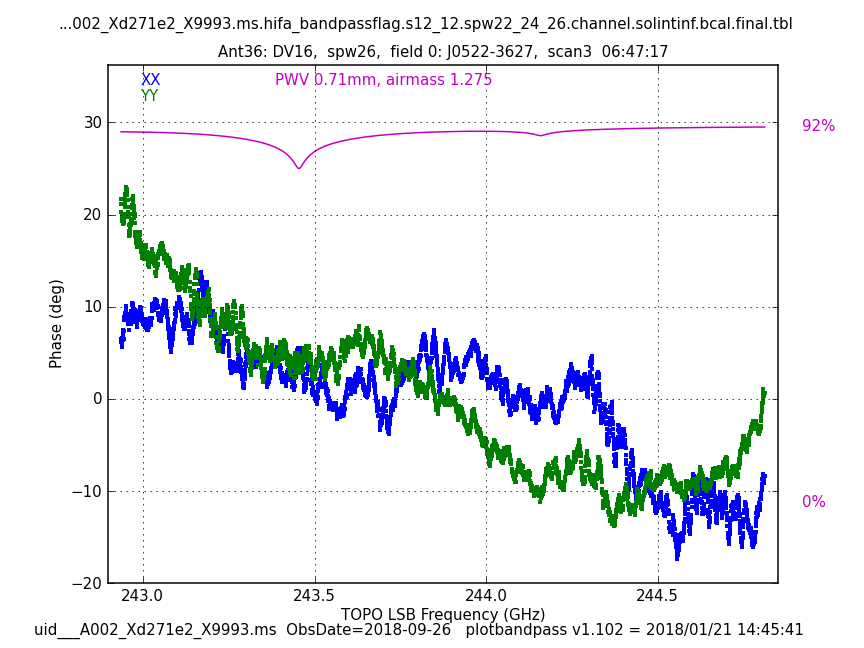 ...002_Xd271e2_X9993.ms.hifa_bandpassflag.s12_12.spw22_24_26.channel.solintinf.bcal.final.tbl
Ant36: DV16, spw26, field 0: J0522-3627, scan3 06:47:17
XX
YY
PWV 0.71mm, airmass 1.275
92%
0%
30
20
10
0
−10
−20
Phase (deg)
243.0 243.5 244.0 244.5
TOPO LSB Frequency (GHz)
uid___A002_Xd271e2_X9993.ms ObsDate=2018-09-26 plotbandpass v1.102 = 2018/01/21 14:45:41